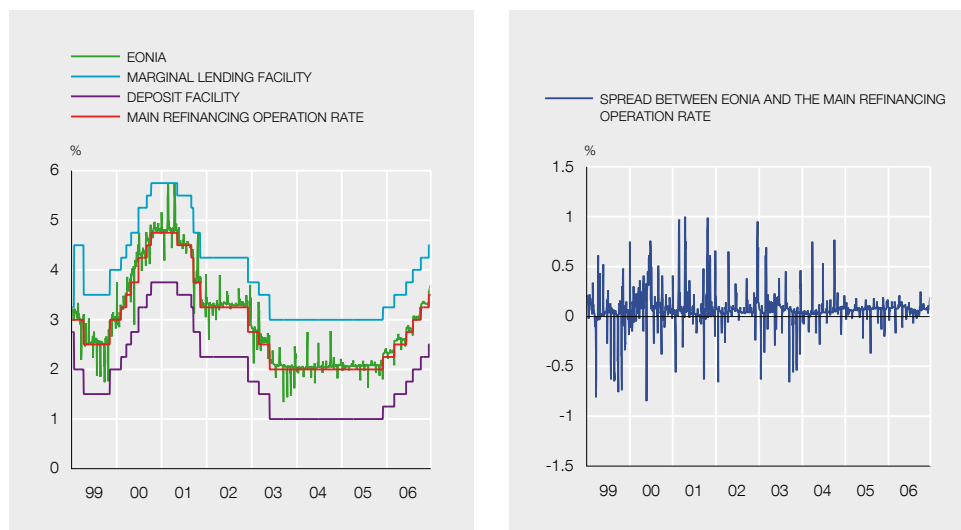 EONIA
MARGINAL LENDING FACILITY
DEPOSIT FACILITY
MAIN REFINANCING OPERATION RATE
%
6
5
4
3
2
1
0
99 00 01 02 03 04 05 06
SPREAD BETWEEN EONIA AND THE MAIN REFINANCING
OPERATION RATE
%
1.5
1
0.5
0
-0.5
-1
-1.5
99 00 01 02 03 04 05 06